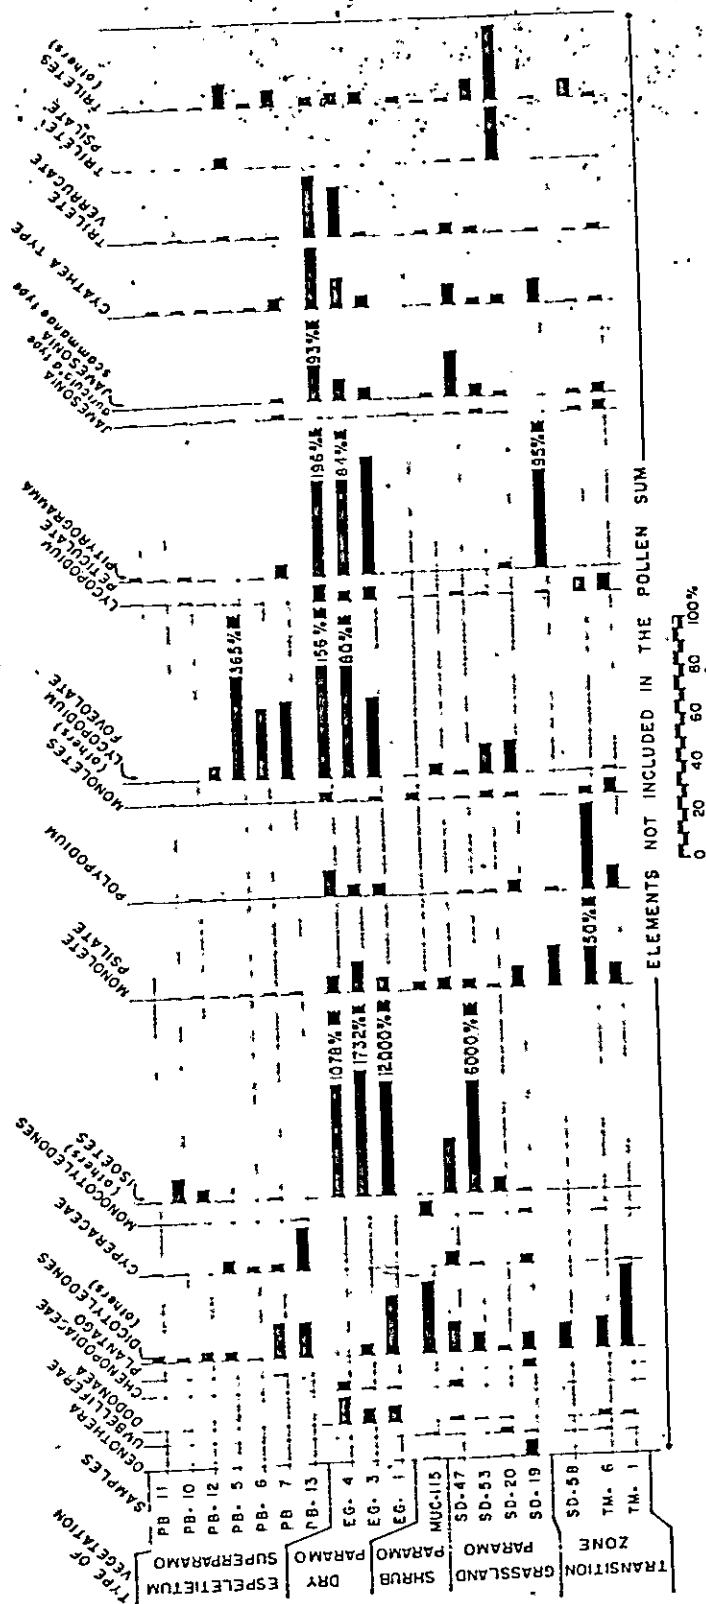 TYPE OF VEGETATION
SAMPLES
OENOTHERA
UMBELLIFERAE
DODONAEA
CHENOPODIACEAE
PLANTAGO
DICOTYLEDONES (others)
CYPERACEAE
MONOCOTYLEDONES (others)
ISOETES
MONOLETE PSILATE
POLYPODIUM
MONOLETES (others)
LYCOPODIUM FOVEOLATE
LYCOPODIUM RETICULATE
PITYROGRAMMA
JAMESONIA
JAMESONIA scammanae type
CYATHEA TYPE
TRILETE VERRUCATE
TRILETE PSILATE
TRILETES (others)
ESPELETIETUM SUPERPARAMO
PB 11
PB- 10
PB- 12
PB- 5
PB- 6
PB 7
PB-13
DRY PARAMO
EG- 4
EG- 3
EG- 1
SHRUB PARAMO
MUC-115
GRASSLAND PARAMO
SD-47
SD-53
SD-20
SD-19
TRANSITION ZONE
SD-58
TM- 6
TM- 1
1078%
1732%
12000%
6000%
50%
365%
156%
80%
196%
84%
95%
93%
ELEMENTS NOT INCLUDED IN THE POLLEN SUM
0 20 40 60 80 100%